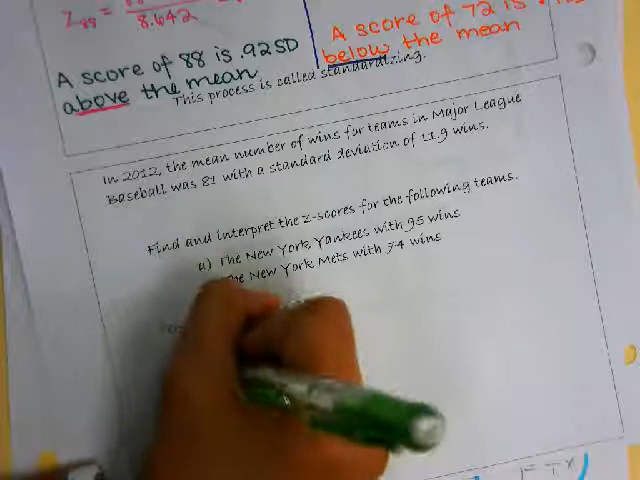 8.642
A score of 88 is .92 SD
above the mean
A score of 72 is
below the mean
This process is called standardizing.
In 2012, the mean number of wins for teams in Major League
Baseball was 81 with a standard deviation of 11.9 wins.
Find and interpret the z-scores for the following teams.
a) The New York Yankees with 95 wins
The New York Mets with 74 wins